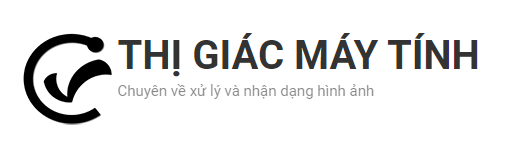 THỊ GIÁC MÁY TÍNH
Chuyên về xử lý và nhận dạng hình ảnh